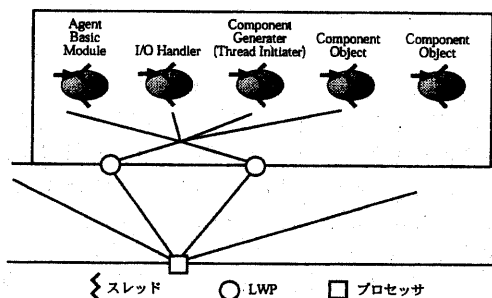 Agent
Basic
Module
I/O Handler
Component
Generater
(Thread Initiater)
Component
Object
Component
Object
スレッド
LWP
プロセッサ